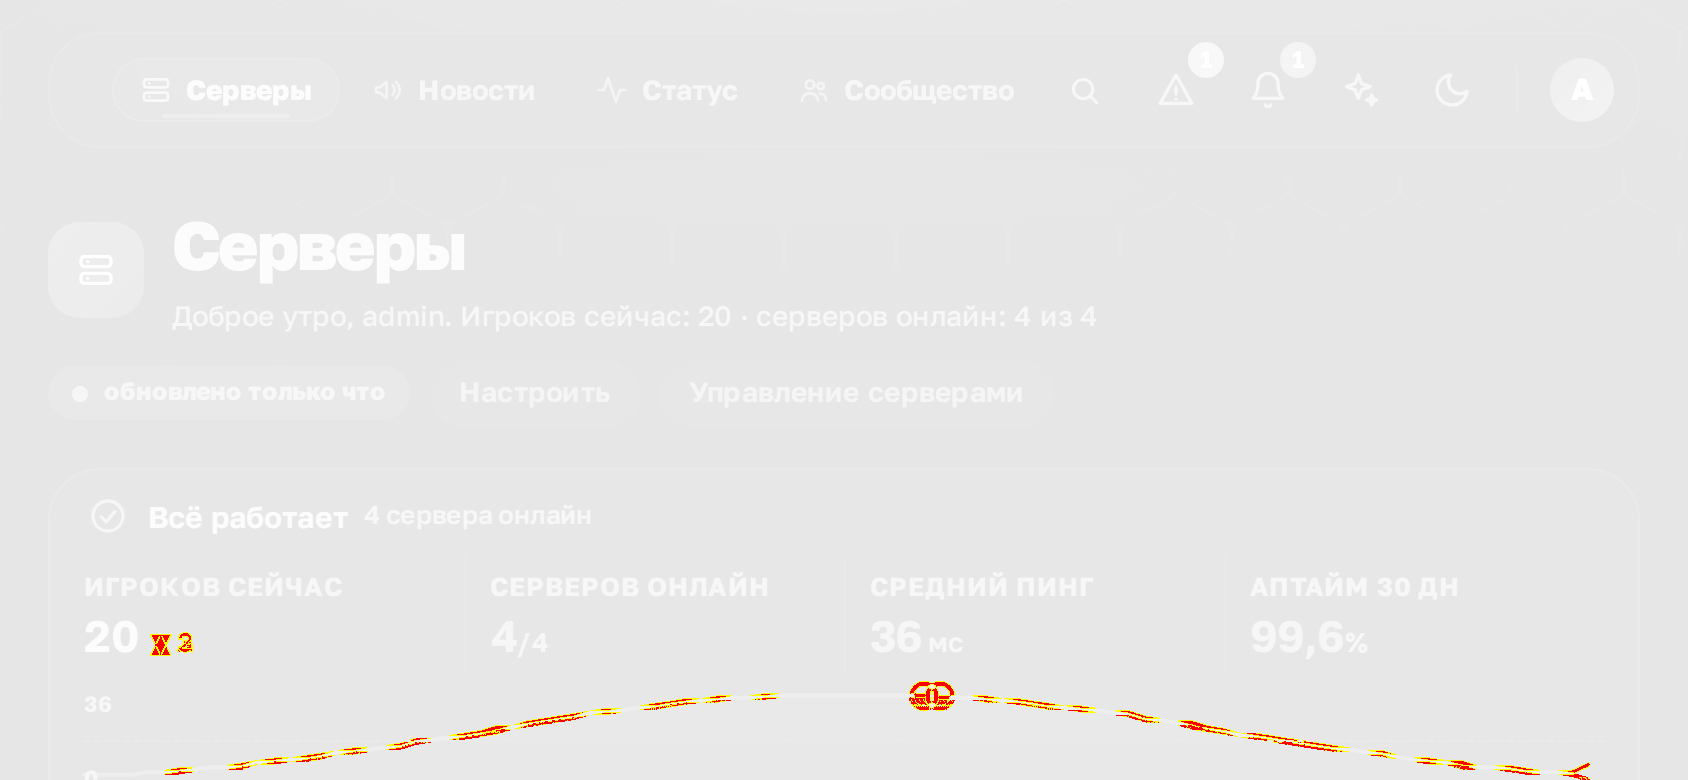 Серверы Новости Статус Сообщество 1 1 A
Серверы
Доброе утро, admin. Игроков сейчас: 20 · серверов онлайн: 4 из 4
обновлено только что Настроить Управление серверами
Всё работает 4 сервера онлайн
ИГРОКОВ СЕЙЧАС СЕРВЕРОВ ОНЛАЙН СРЕДНИЙ ПИНГ АПТАЙМ 30 ДН
20 4/4 36 мс 99,6%
36